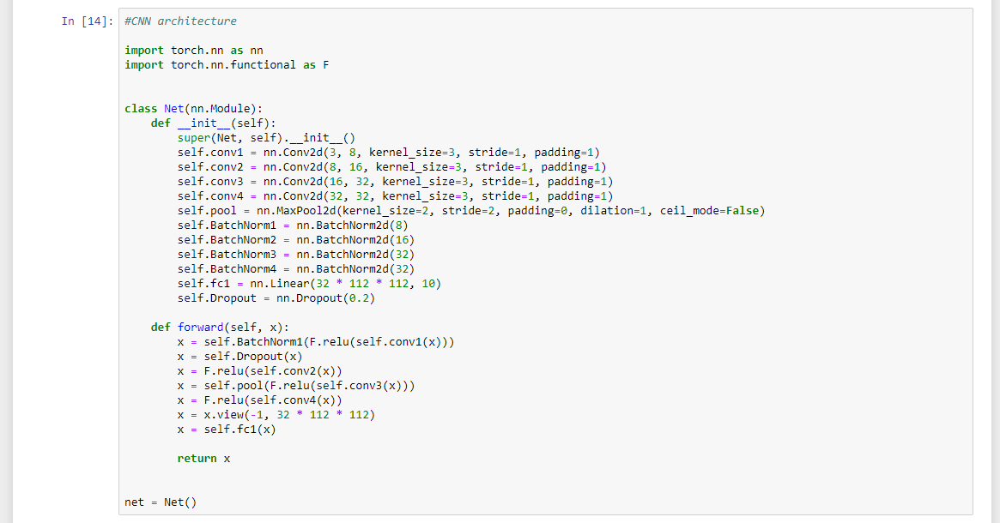 In [14]:
#CNN architecture
import torch.nn as nn
import torch.nn.functional as F
class Net(nn.Module):
    def __init__(self):
        super(Net, self).__init__()
        self.conv1 = nn.Conv2d(3, 8, kernel_size=3, stride=1, padding=1)
        self.conv2 = nn.Conv2d(8, 16, kernel_size=3, stride=1, padding=1)
        self.conv3 = nn.Conv2d(16, 32, kernel_size=3, stride=1, padding=1)
        self.conv4 = nn.Conv2d(32, 32, kernel_size=3, stride=1, padding=1)
        self.pool = nn.MaxPool2d(kernel_size=2, stride=2, padding=0, dilation=1, ceil_mode=False)
        self.BatchNorm1 = nn.BatchNorm2d(8)
        self.BatchNorm2 = nn.BatchNorm2d(16)
        self.BatchNorm3 = nn.BatchNorm2d(32)
        self.BatchNorm4 = nn.BatchNorm2d(32)
        self.fc1 = nn.Linear(32 * 112 * 112, 10)
        self.Dropout = nn.Dropout(0.2)
    def forward(self, x):
        x = self.BatchNorm1(F.relu(self.conv1(x)))
        x = self.Dropout(x)
        x = F.relu(self.conv2(x))
        x = self.pool(F.relu(self.conv3(x)))
        x = F.relu(self.conv4(x))
        x = x.view(-1, 32 * 112 * 112)
        x = self.fc1(x)
        return x
net = Net()